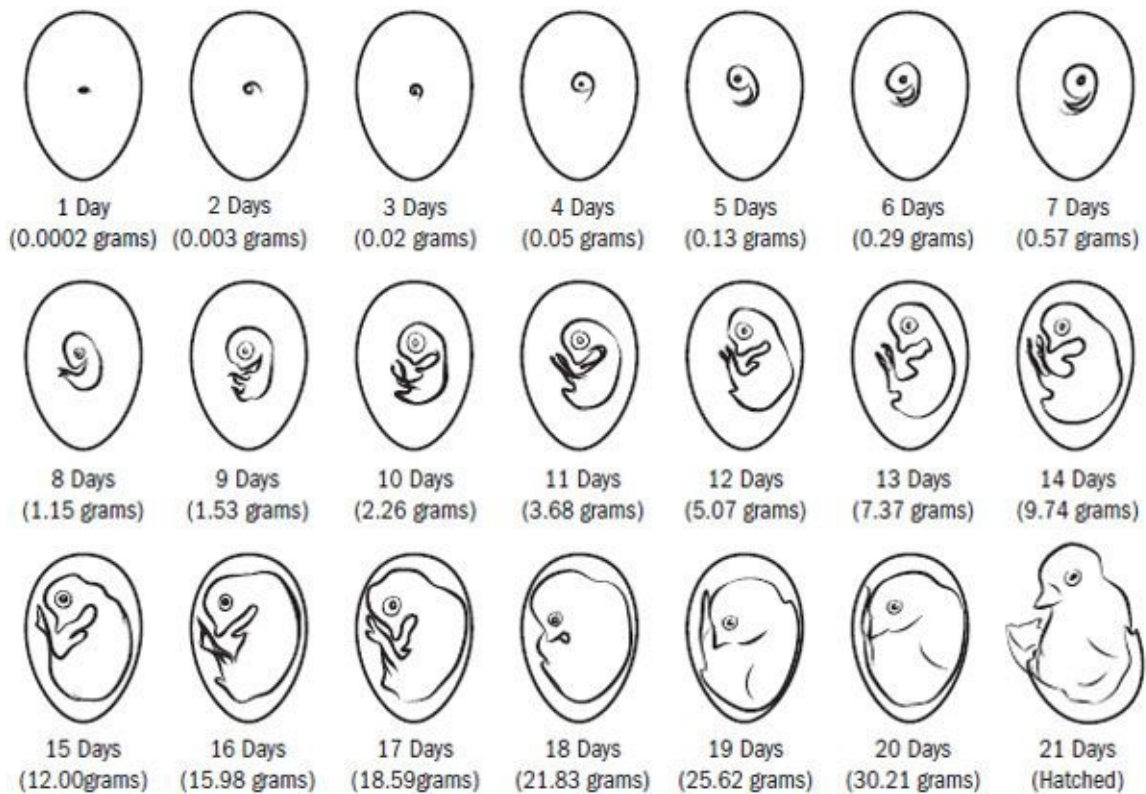 1 Day
(0.0002 grams)
2 Days
(0.003 grams)
3 Days
(0.02 grams)
4 Days
(0.05 grams)
5 Days
(0.13 grams)
6 Days
(0.29 grams)
7 Days
(0.57 grams)
8 Days
(1.15 grams)
9 Days
(1.53 grams)
10 Days
(2.26 grams)
11 Days
(3.68 grams)
12 Days
(5.07 grams)
13 Days
(7.37 grams)
14 Days
(9.74 grams)
15 Days
(12.00grams)
16 Days
(15.98 grams)
17 Days
(18.59grams)
18 Days
(21.83 grams)
19 Days
(25.62 grams)
20 Days
(30.21 grams)
21 Days
(Hatched)